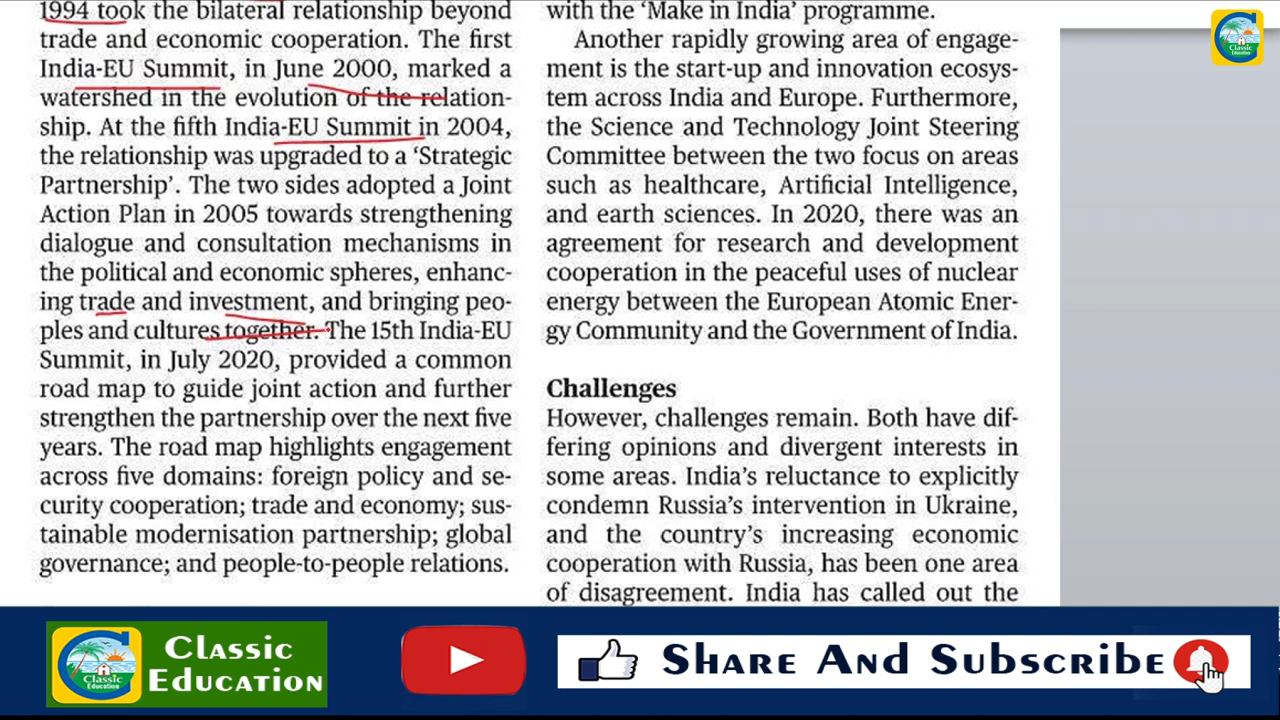 1994 took the bilateral relationship beyond
trade and economic cooperation. The first
India-EU Summit, in June 2000, marked a
watershed in the evolution of the relation-
ship. At the fifth India-EU Summit in 2004,
the relationship was upgraded to a ‘Strategic
Partnership’. The two sides adopted a Joint
Action Plan in 2005 towards strengthening
dialogue and consultation mechanisms in
the political and economic spheres, enhanc-
ing trade and investment, and bringing peo-
ples and cultures together. The 15th India-EU
Summit, in July 2020, provided a common
road map to guide joint action and further
strengthen the partnership over the next five
years. The road map highlights engagement
across five domains: foreign policy and se-
curity cooperation; trade and economy; sus-
tainable modernisation partnership; global
governance; and people-to-people relations.
with the ‘Make in India’ programme.
Another rapidly growing area of engage-
ment is the start-up and innovation ecosys-
tem across India and Europe. Furthermore,
the Science and Technology Joint Steering
Committee between the two focus on areas
such as healthcare, Artificial Intelligence,
and earth sciences. In 2020, there was an
agreement for research and development
cooperation in the peaceful uses of nuclear
energy between the European Atomic Ener-
gy Community and the Government of India.
Challenges
However, challenges remain. Both have dif-
fering opinions and divergent interests in
some areas. India’s reluctance to explicitly
condemn Russia’s intervention in Ukraine,
and the country’s increasing economic
cooperation with Russia, has been one area
of disagreement. India has called out the
Classic
Education
Classic
Education
Classic
Education
Share And Subscribe